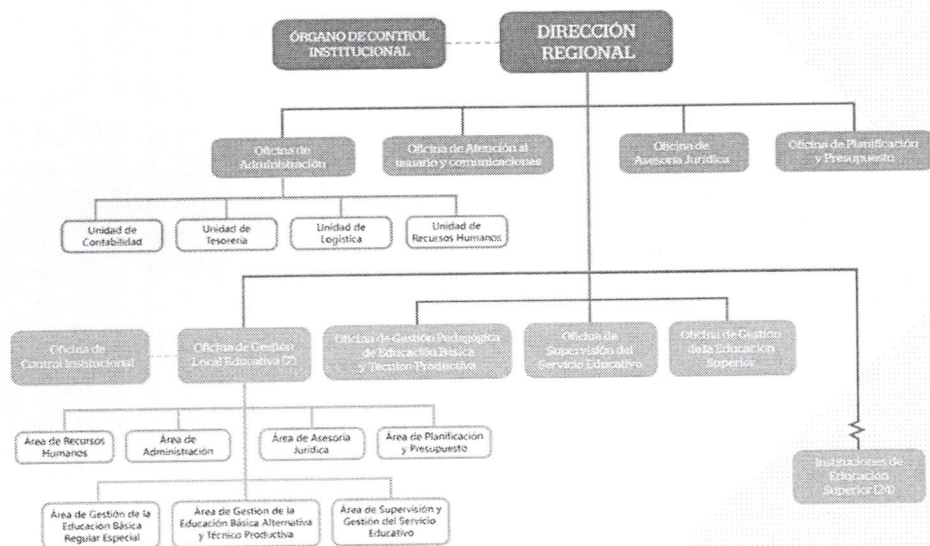 ÓRGANO DE CONTROL
INSTITUCIONAL
DIRECCIÓN
REGIONAL
Oficina de
Administración
Oficina de Atención al
usuario y comunicaciones
Oficina de
Asesoría Jurídica
Oficina de Planificación
y Presupuesto
Unidad de
Contabilidad
Unidad de
Tesorería
Unidad de
Logística
Unidad de
Recursos Humanos
Oficina de
Control Institucional
Oficina de Gestión
Local Educativa (7)
Oficina de Gestión Pedagógica
de Educación Básica
y Técnico Productiva
Oficina de
Supervisión del
Servicio Educativo
Oficina de Gestión
de la Educación
Superior
Área de Recursos
Humanos
Área de
Administración
Área de Asesoría
Jurídica
Área de Planificación
y Presupuesto
Instituciones de
Educación
Superior (24)
Área de Gestión de la
Educación Básica
Regular Especial
Área de Gestión de la
Educación Básica Alternativa
y Técnico Productiva
Área de Supervisión y
Gestión del Servicio
Educativo